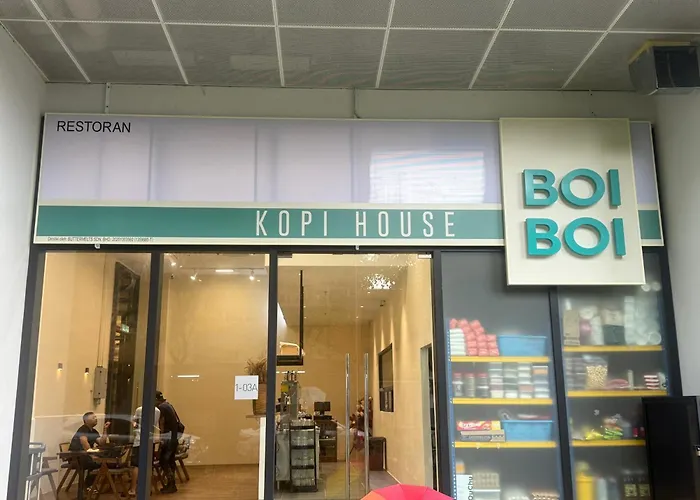 RESTORAN
BOI
BOI
KOPI HOUSE
1-03A